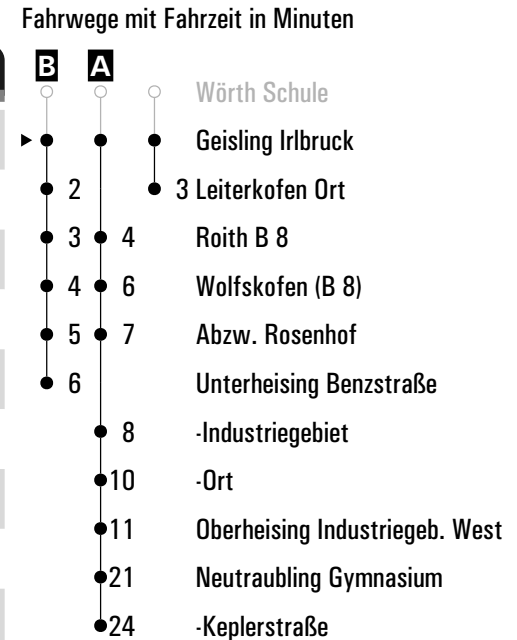 Fahrwege mit Fahrzeit in Minuten
B A
Wörth Schule
Geisling Irlbruck
2 3 Leiterkofen Ort
3 4 Roith B 8
4 6 Wolfskofen (B 8)
5 7 Abzw. Rosenhof
6 Unterheising Benzstraße
8 -Industriegebiet
10 -Ort
11 Oberheising Industriegeb. West
21 Neutraubling Gymnasium
24 -Keplerstraße